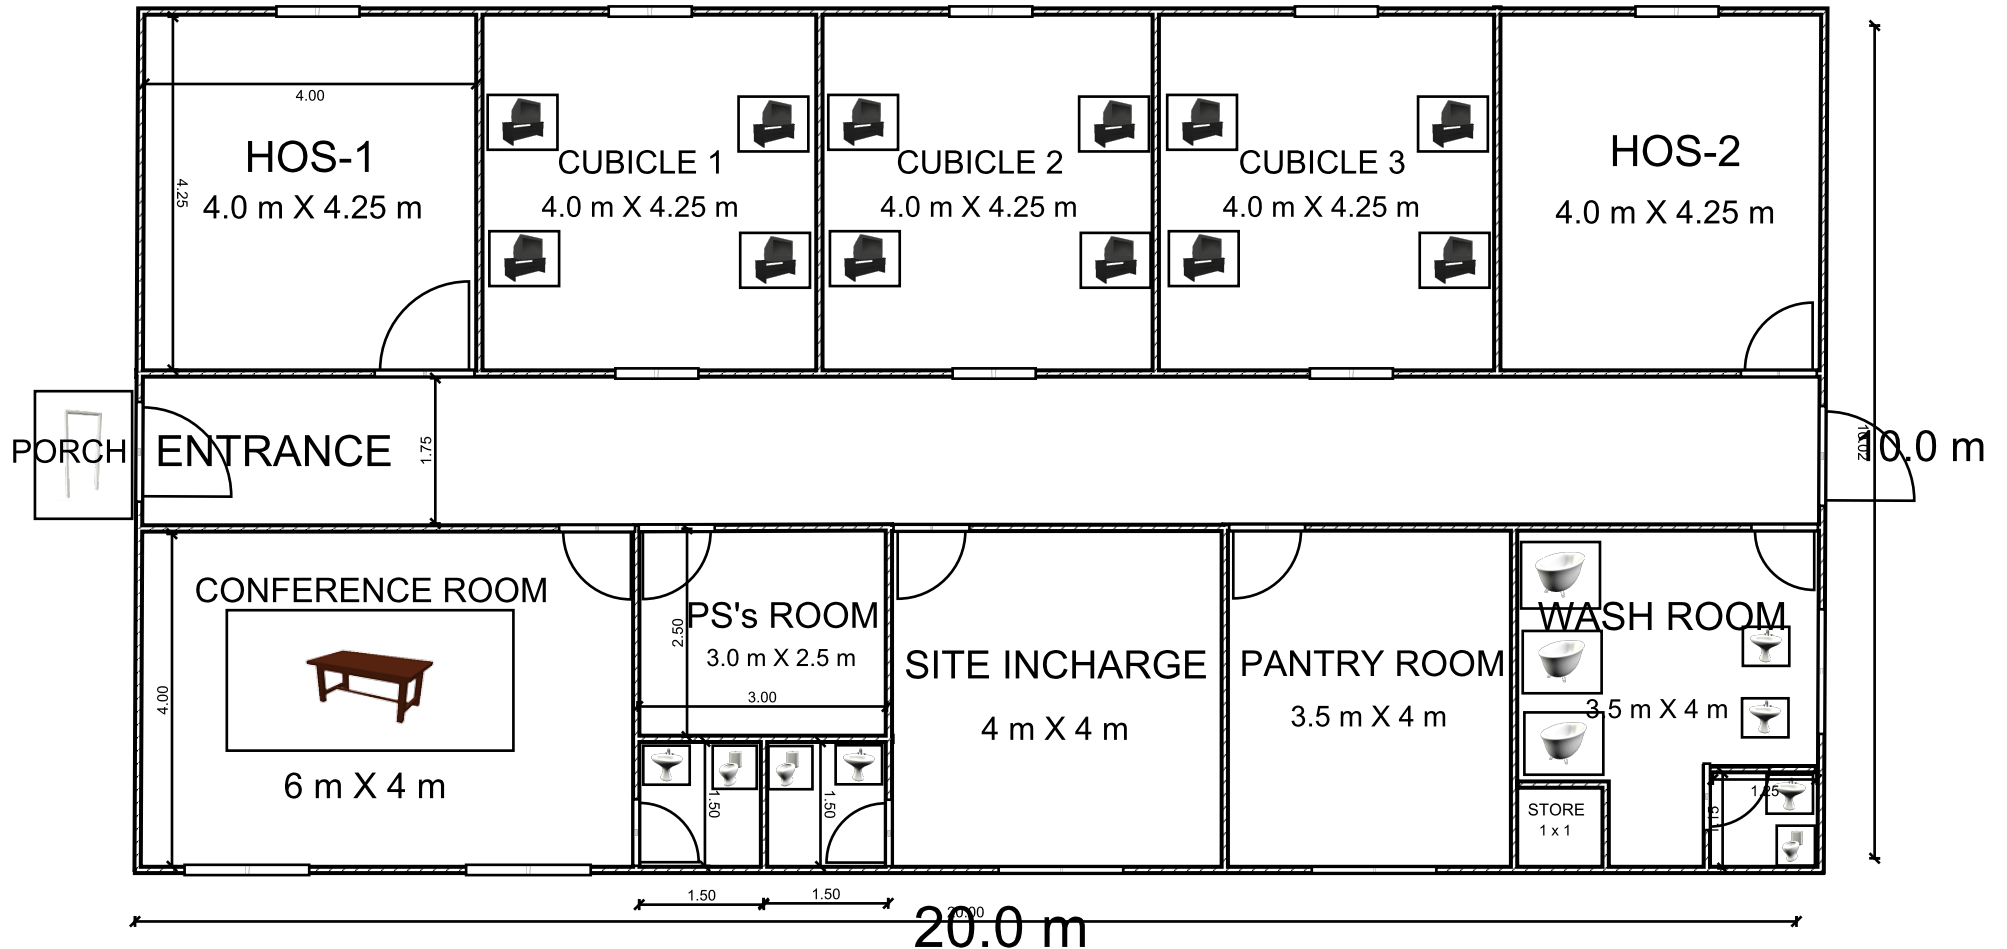 4.00
HOS-1
4.25
4.0 m X 4.25 m
CUBICLE 1
4.0 m X 4.25 m
CUBICLE 2
4.0 m X 4.25 m
CUBICLE 3
4.0 m X 4.25 m
HOS-2
4.0 m X 4.25 m
PORCH
ENTRANCE
1.75
10.02
10.0 m
CONFERENCE ROOM
4.00
6 m X 4 m
PS's ROOM
2.50
3.0 m X 2.5 m
3.00
1.50
1.50
SITE INCHARGE
4 m X 4 m
PANTRY ROOM
3.5 m X 4 m
WASH ROOM
3.5 m X 4 m
STORE
1 x 1
1.25
1.15
1.50
1.50
20.00
20.0 m